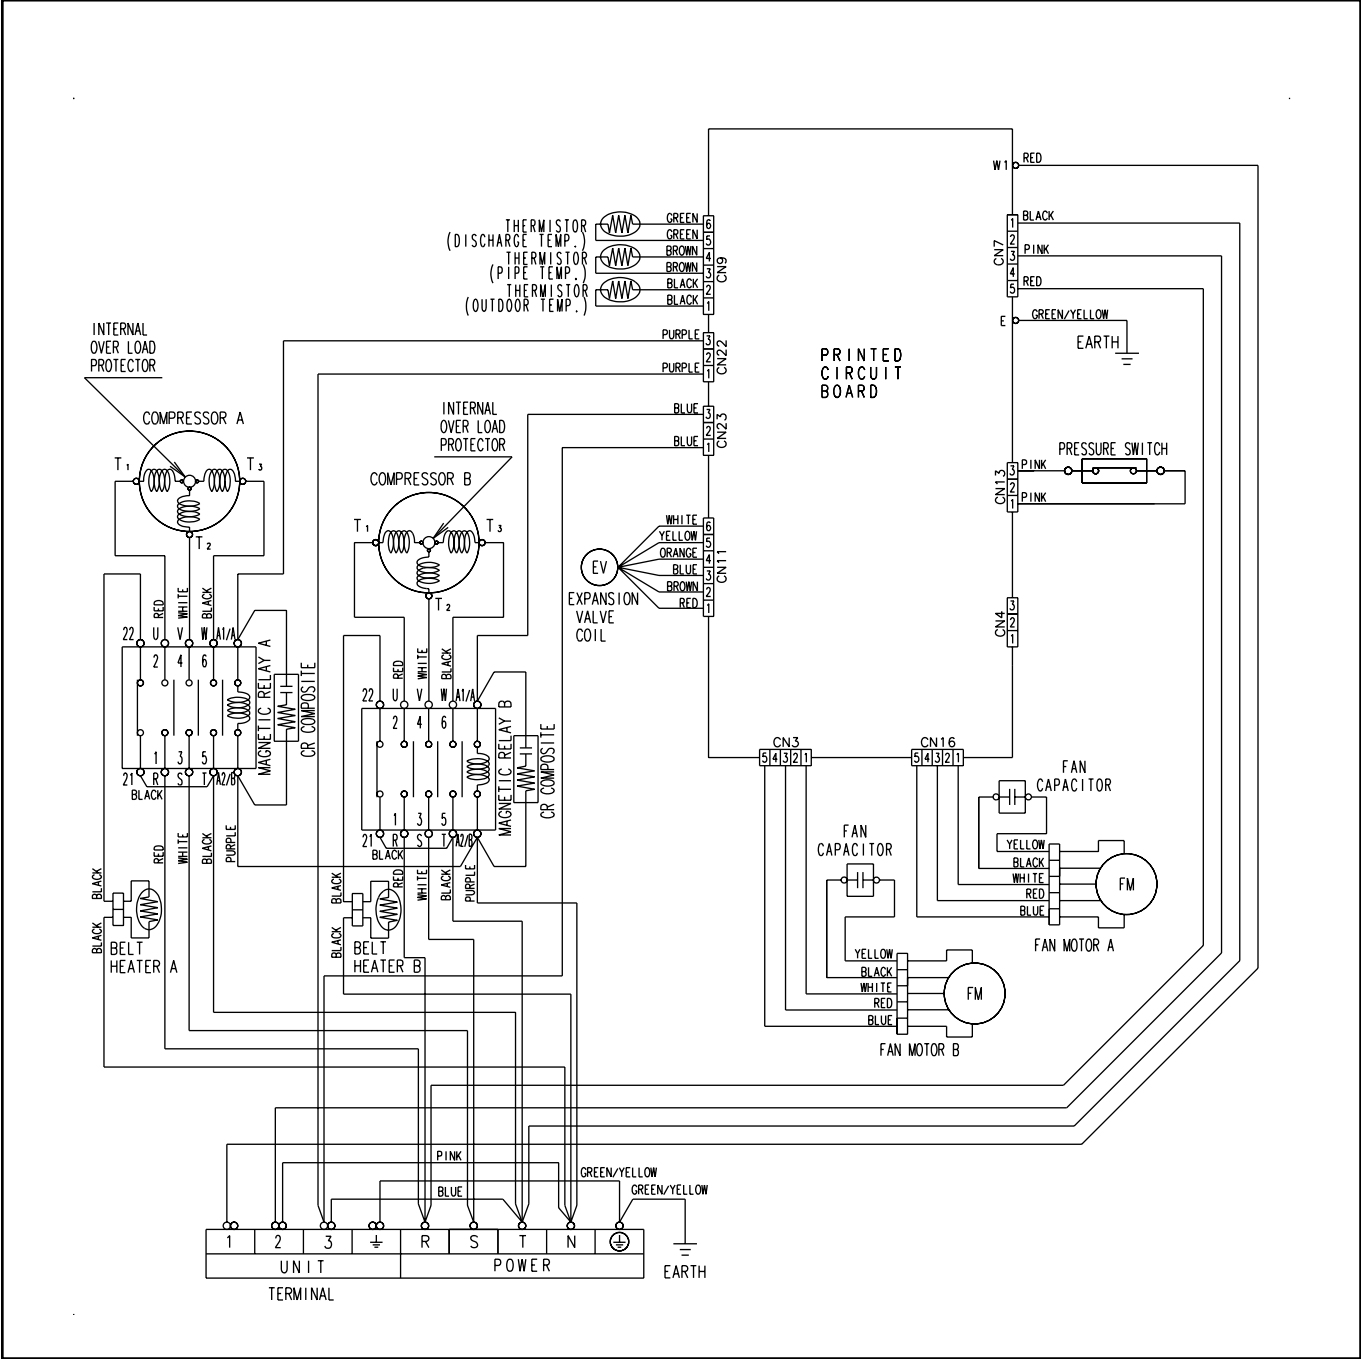 W1
RED
BLACK
1
2
PINK
3
4
RED
5
CN7
E
GREEN/YELLOW
EARTH
THERMISTOR
(DISCHARGE TEMP.)
THERMISTOR
(PIPE TEMP.)
THERMISTOR
(OUTDOOR TEMP.)
GREEN
6
GREEN
5
BROWN
4
BROWN
3
BLACK
2
BLACK
1
CN9
PURPLE
3
2
PURPLE
1
CN22
BLUE
3
2
BLUE
1
CN23
PRINTED
CIRCUIT
BOARD
INTERNAL
OVER LOAD
PROTECTOR
COMPRESSOR A
T1
T3
T2
INTERNAL
OVER LOAD
PROTECTOR
COMPRESSOR B
T1
T3
T2
PRESSURE SWITCH
PINK
3
2
PINK
1
CN13
WHITE
6
YELLOW
5
ORANGE
4
BLUE
3
BROWN
2
RED
1
CN11
EV
EXPANSION
VALVE
COIL
3
2
1
CN4
RED
WHITE
BLACK
22 U V W A1/A
2 4 6
1 3 5
21 R S T A2/B
BLACK
MAGNETIC RELAY A
CR COMPOSITE
RED
WHITE
BLACK
PURPLE
RED
WHITE
BLACK
22 U V W A1/A
2 4 6
1 3 5
21 R S T A2/B
BLACK
MAGNETIC RELAY B
CR COMPOSITE
RED
WHITE
BLACK
PURPLE
BLACK
BLACK
BELT
HEATER A
BLACK
BLACK
BELT
HEATER B
CN3
5 4 3 2 1
CN16
5 4 3 2 1
FAN
CAPACITOR
YELLOW
BLACK
WHITE
RED
BLUE
FM
FAN MOTOR A
FAN
CAPACITOR
YELLOW
BLACK
WHITE
RED
BLUE
FM
FAN MOTOR B
PINK
GREEN/YELLOW
BLUE
GREEN/YELLOW
1 2 3 R S T N
UNIT
POWER
EARTH
TERMINAL